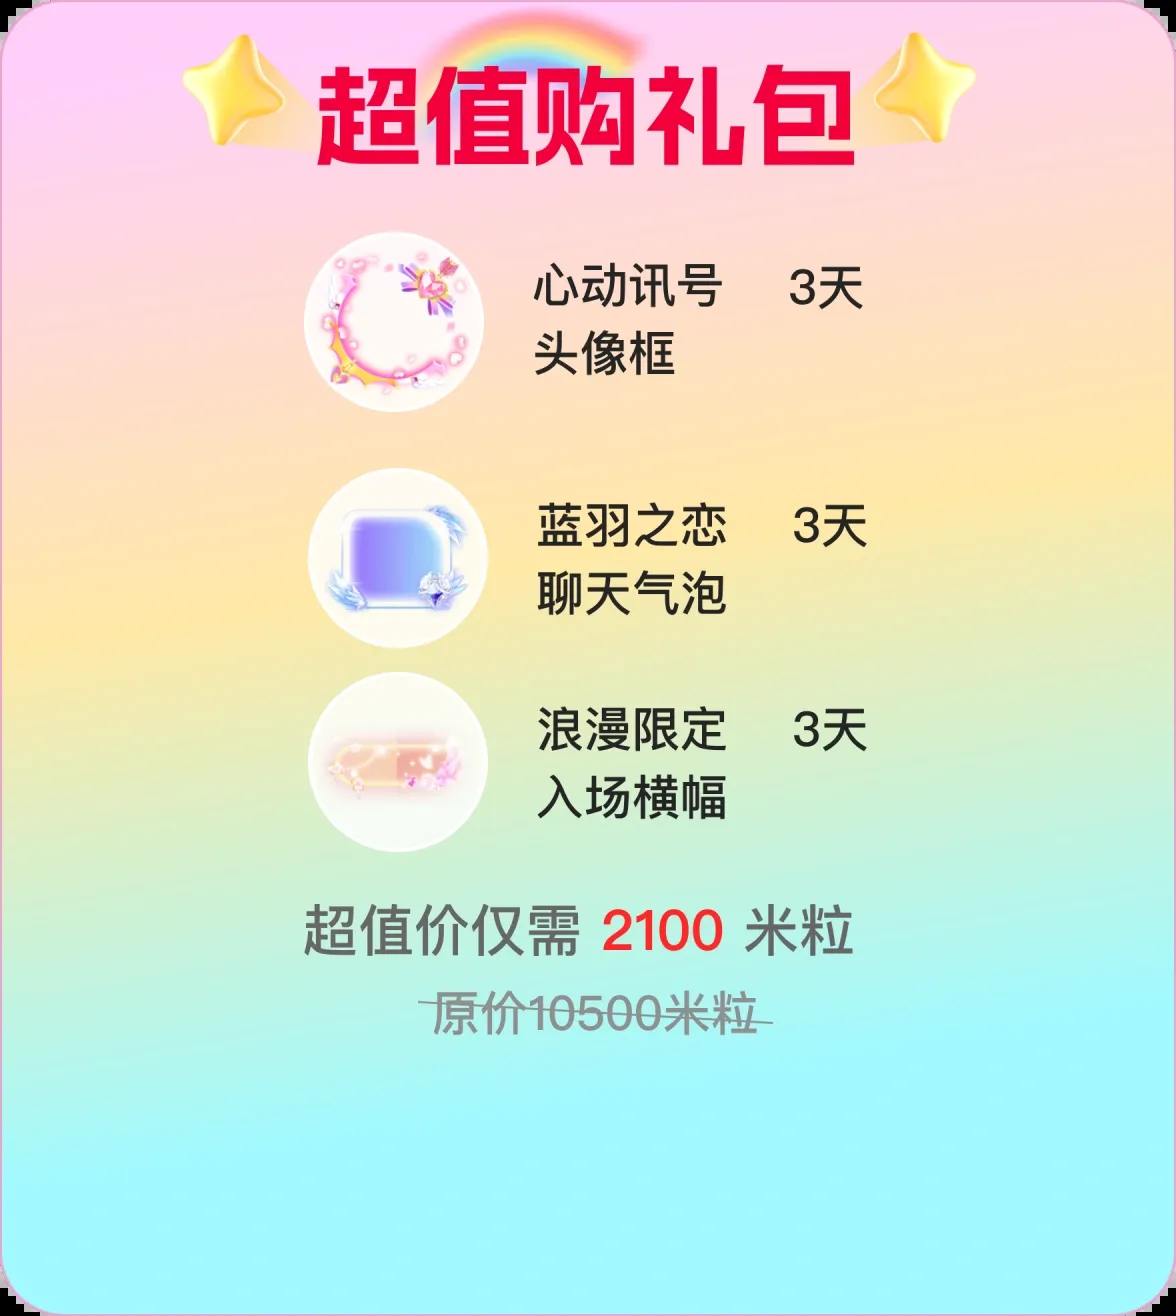 超值购礼包
心动讯号 3天
头像框
蓝羽之恋 3天
聊天气泡
浪漫限定 3天
入场横幅
超值价仅需 2100 米粒
原价10500米粒